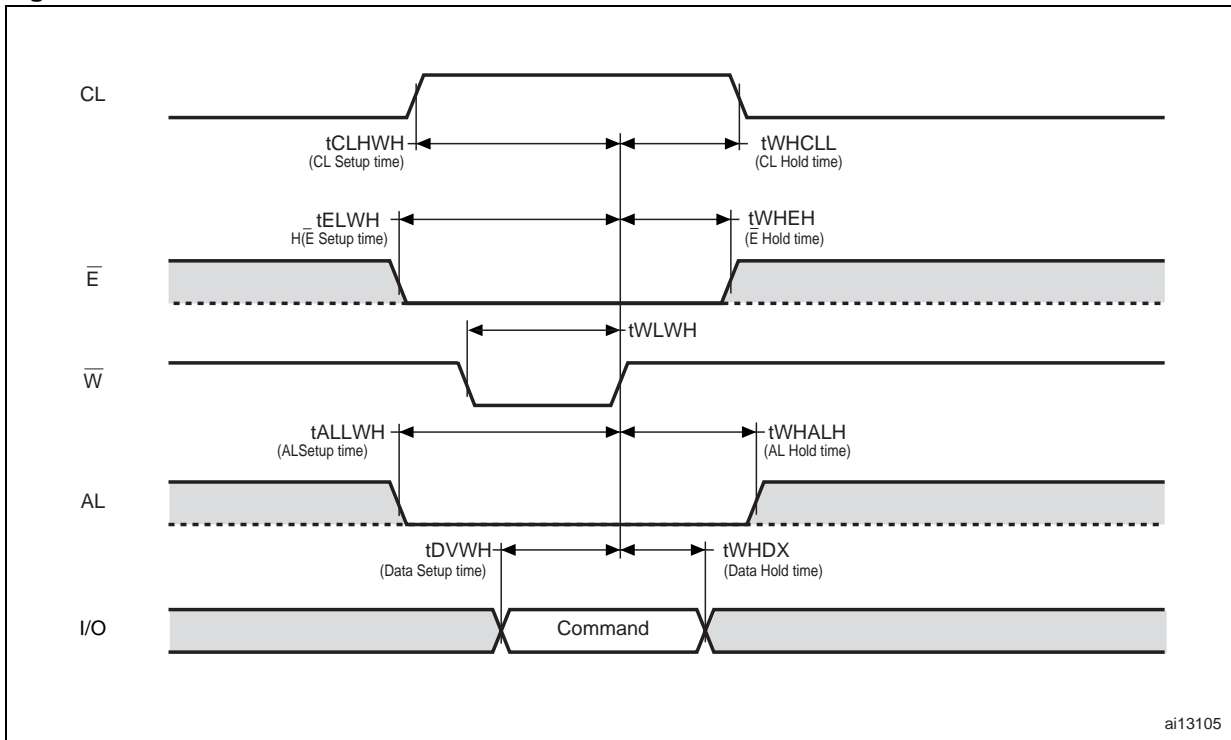 CL
tCLHWH
(CL Setup time)
tWHCLL
(CL Hold time)
tELWH
H(E̅ Setup time)
tWHEH
(E̅ Hold time)
E̅
tWLWH
W̅
tALLWH
(ALSetup time)
tWHALH
(AL Hold time)
AL
tDVWH
(Data Setup time)
tWHDX
(Data Hold time)
I/O
Command
ai13105